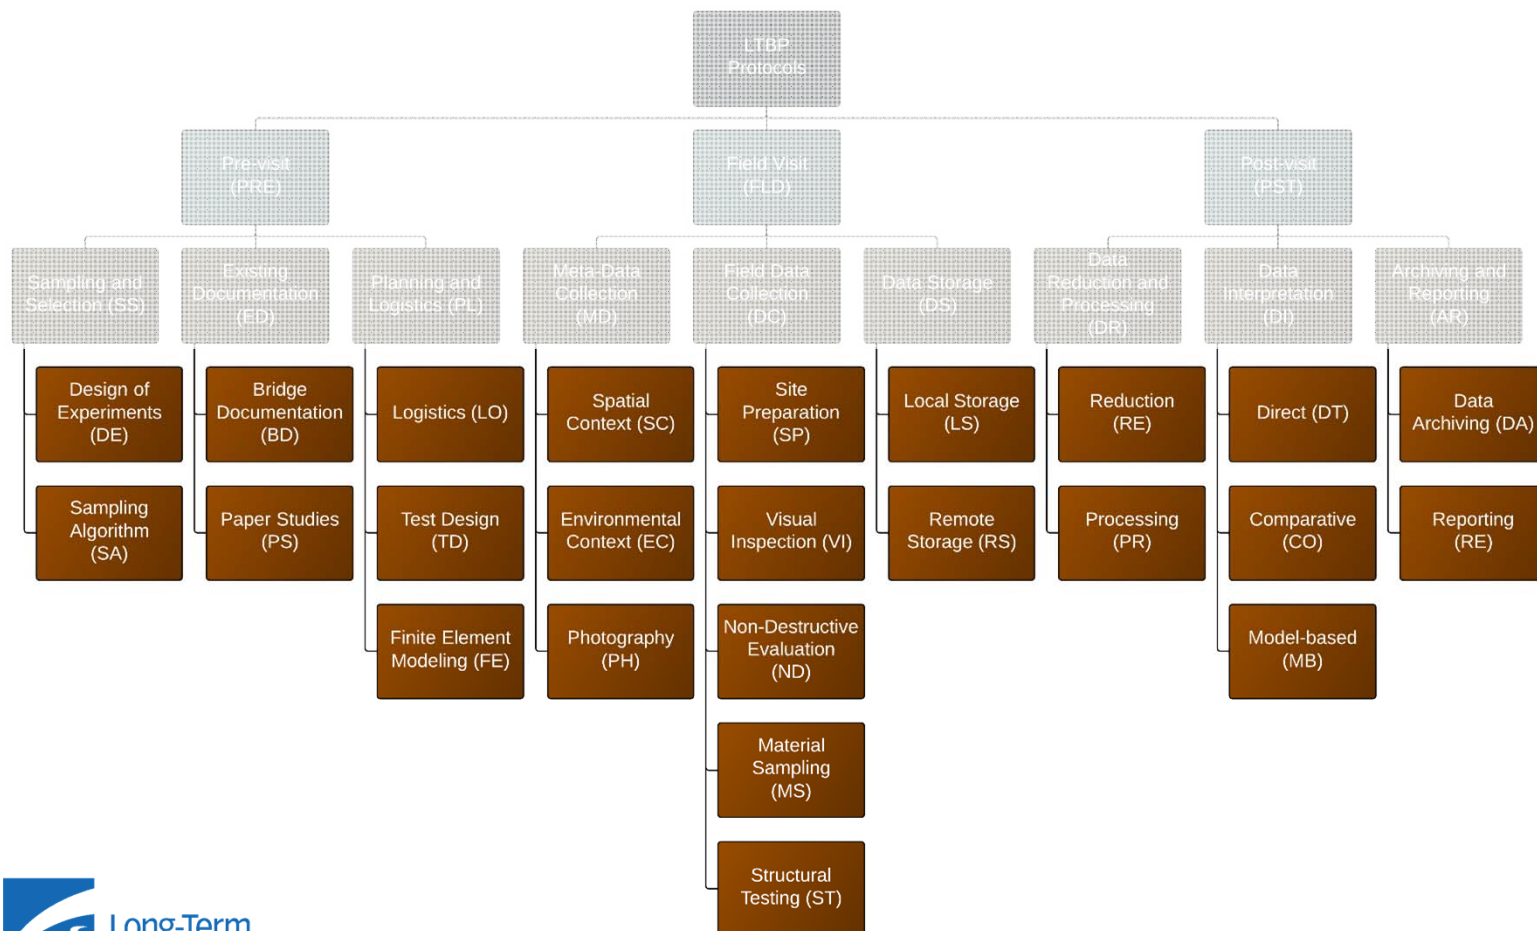 LTBP
Protocols
Pre-visit
(PRE)
Field Visit
(FLD)
Post-visit
(PST)
Sampling and
Selection (SS)
Existing
Documentation
(ED)
Planning and
Logistics (PL)
Meta-Data
Collection
(MD)
Field Data
Collection
(DC)
Data Storage
(DS)
Data
Reduction and
Processing
(DR)
Data
Interpretation
(DI)
Archiving and
Reporting
(AR)
Design of
Experiments
(DE)
Bridge
Documentation
(BD)
Logistics (LO)
Spatial
Context (SC)
Site
Preparation
(SP)
Local Storage
(LS)
Reduction
(RE)
Direct (DT)
Data
Archiving (DA)
Sampling
Algorithm
(SA)
Paper Studies
(PS)
Test Design
(TD)
Environmental
Context (EC)
Visual
Inspection (VI)
Remote
Storage (RS)
Processing
(PR)
Comparative
(CO)
Reporting
(RE)
Finite Element
Modeling (FE)
Photography
(PH)
Non-Destructive
Evaluation
(ND)
Model-based
(MB)
Material
Sampling
(MS)
Structural
Testing (ST)
Long-Term